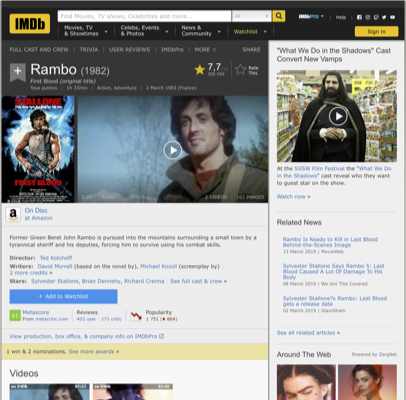 IMDb
Find Movies, TV shows, Celebrities and more...
All
IMDbPro
Help
Movies, TV
& Showtimes
Celebs, Events
& Photos
News &
Community
Watchlist
Sign in
FULL CAST AND CREW | TRIVIA | USER REVIEWS | IMDbPro | MORE
SHARE
Rambo (1982)
First Blood (original title)
Tous publics | 1h 33min | Action, Adventure | 2 March 1983 (France)
7,7
Rate
This
STALLONE
FIRST BLOOD
2 VIDEOS
101 IMAGES
On Disc
at Amazon
Former Green Beret John Rambo is pursued into the mountains surrounding a small town by a
tyrannical sheriff and his deputies, forcing him to survive using his combat skills.
Director: Ted Kotcheff
Writers: David Morrell (based on the novel by), Michael Kozoll (screenplay by)
2 more credits »
Stars: Sylvester Stallone, Brian Dennehy, Richard Crenna | See full cast & crew »
+ Add to Watchlist
61
Metascore
From metacritic.com
Reviews
403 user | 171 critic
Popularity
1 751 (864)
View production, box office, & company info on IMDbPro
1 win & 2 nominations. See more awards »
Videos
"What We Do in the Shadows" Cast
Convert New Vamps
At the SXSW Film Festival the "What We Do
in the Shadows" cast reveal who they want
to guest star on the show.
Watch now »
Related News
Rambo Is Ready to Kill in Last Blood
Behind-the-Scenes Image
13 March 2019 | MovieWeb
Sylvester Stallone Says Rambo 5: Last
Blood Caused A Lot Of Damage To His
Body
08 March 2019 | We Got This Covered
Sylvester Stallone?s Rambo: Last Blood
gets a release date
02 March 2019 | GlamSham
See all related articles »
Around The Web
Powered by ZergNet